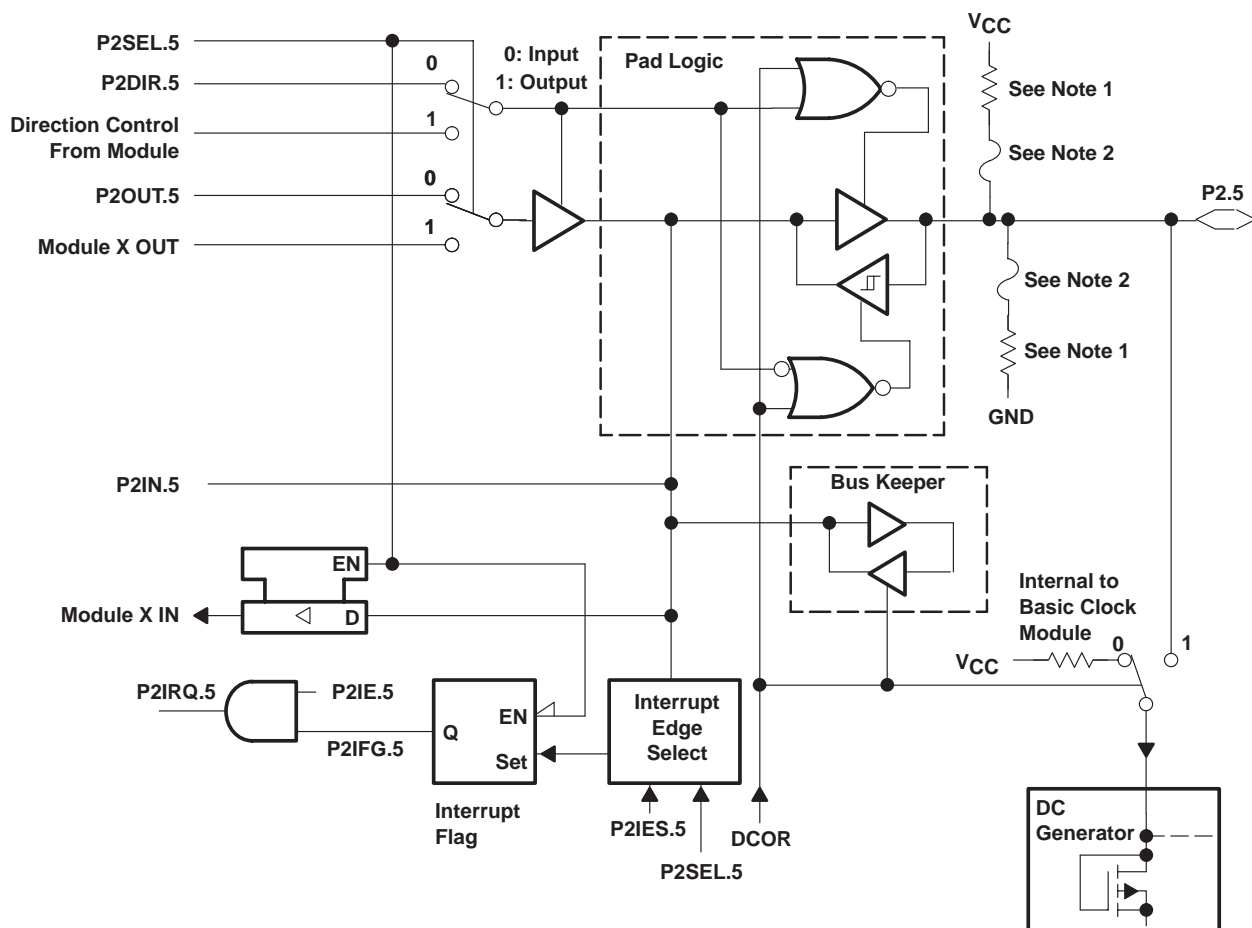 P2SEL.5
0: Input
1: Output
Pad Logic
VCC
0
P2DIR.5
See Note 1
1
Direction Control
From Module
See Note 2
0
P2OUT.5
P2.5
1
Module X OUT
See Note 2
See Note 1
GND
P2IN.5
Bus Keeper
EN
Module X IN
D
Internal to
Basic Clock
Module
0
1
VCC
P2IRQ.5
P2IE.5
P2IFG.5
Q
EN
Set
Interrupt
Edge
Select
Interrupt
Flag
P2IES.5
P2SEL.5
DCOR
DC
Generator